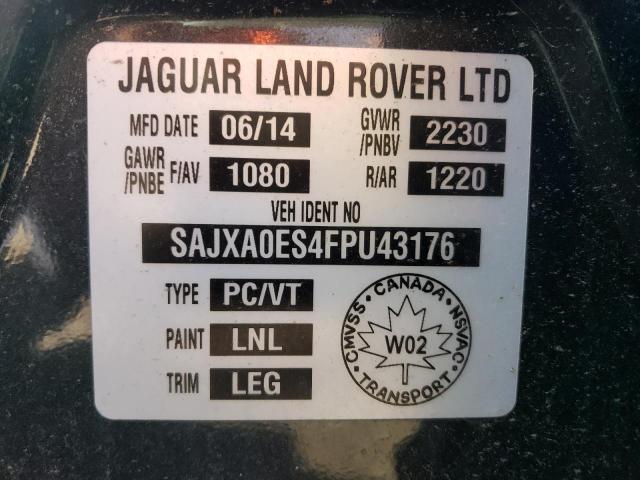 JAGUAR LAND ROVER LTD
MFD DATE 06/14 GVWR /PNBV 2230
GAWR /PNBE F/AV 1080 R/AR 1220
VEH IDENT NO
SAJXA0ES4FPU43176
TYPE PC/VT
PAINT LNL
TRIM LEG
CMVSS • CANADA • NSVAC • TRANSPORT •
W02